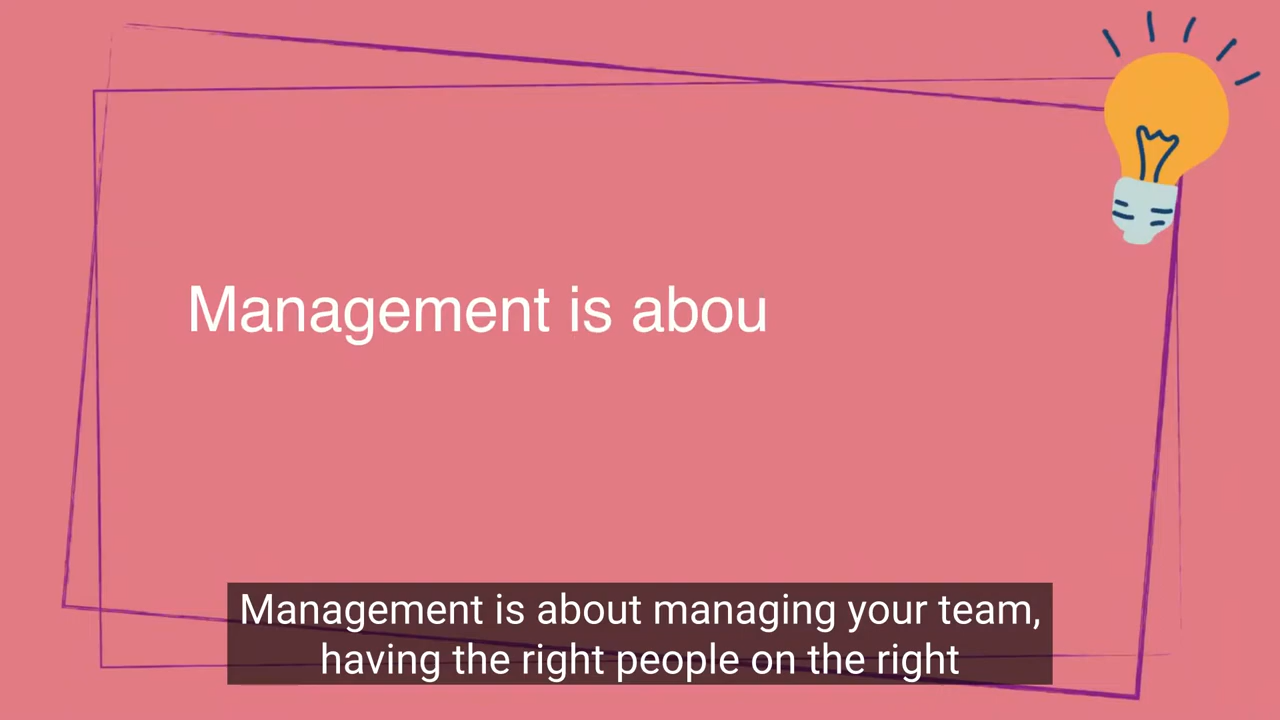 Management is abou
Management is about managing your team,
having the right people on the right